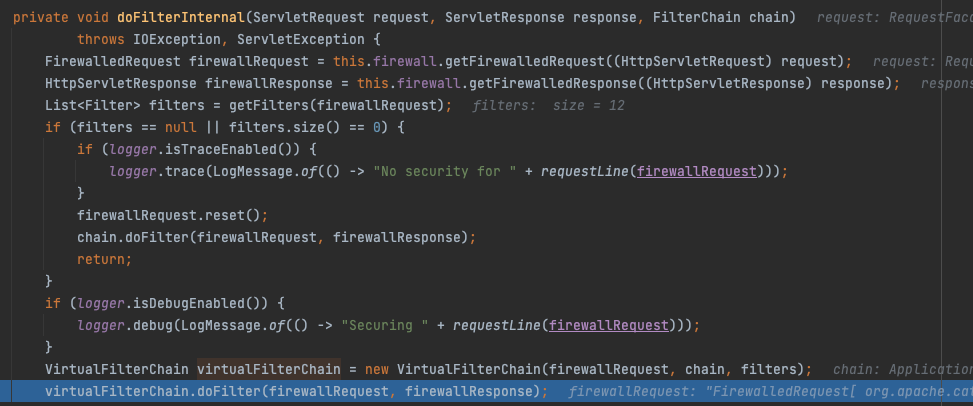 private void doFilterInternal(ServletRequest request, ServletResponse response, FilterChain chain)   request: RequestFaca
        throws IOException, ServletException {
    FirewalledRequest firewallRequest = this.firewall.getFirewalledRequest((HttpServletRequest) request);   request: Requ
    HttpServletResponse firewallResponse = this.firewall.getFirewalledResponse((HttpServletResponse) response);   respons
    List<Filter> filters = getFilters(firewallRequest);   filters:  size = 12
    if (filters == null || filters.size() == 0) {
        if (logger.isTraceEnabled()) {
            logger.trace(LogMessage.of(() -> "No security for " + requestLine(firewallRequest)));
        }
        firewallRequest.reset();
        chain.doFilter(firewallRequest, firewallResponse);
        return;
    }
    if (logger.isDebugEnabled()) {
        logger.debug(LogMessage.of(() -> "Securing " + requestLine(firewallRequest)));
    }
    VirtualFilterChain virtualFilterChain = new VirtualFilterChain(firewallRequest, chain, filters);   chain: Application
    virtualFilterChain.doFilter(firewallRequest, firewallResponse);   firewallRequest: "FirewalledRequest[ org.apache.cat